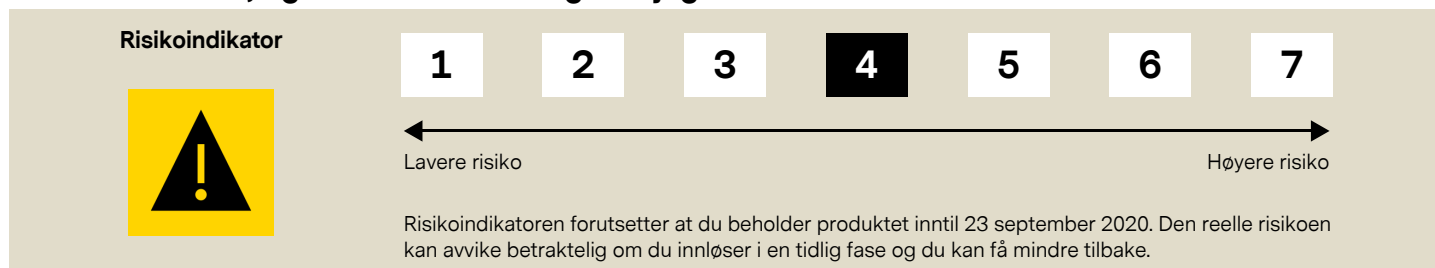 Risikoindikator
1 2 3 4 5 6 7
Lavere risiko Høyere risiko
Risikoindikatoren forutsetter at du beholder produktet inntil 23 september 2020. Den reelle risikoen
kan avvike betraktelig om du innløser i en tidlig fase og du kan få mindre tilbake.